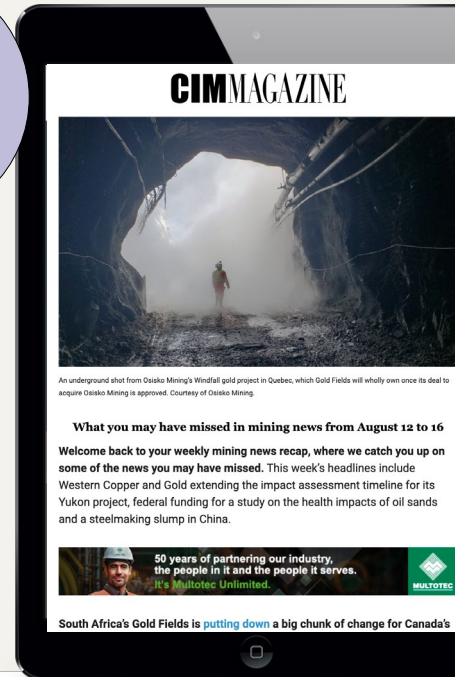 CIMMAGAZINE
An underground shot from Osisko Mining's Windfall gold project in Quebec, which Gold Fields will wholly own once its deal to
acquire Osisko Mining is approved. Courtesy of Osisko Mining.
What you may have missed in mining news from August 12 to 16
Welcome back to your weekly mining news recap, where we catch you up on
some of the news you may have missed. This week's headlines include
Western Copper and Gold extending the impact assessment timeline for its
Yukon project, federal funding for a study on the health impacts of oil sands
and a steelmaking slump in China.
50 years of partnering our industry,
the people in it and the people it serves.
It's Multotec Unlimited.
MULTOTEC
South Africa's Gold Fields is putting down a big chunk of change for Canada's